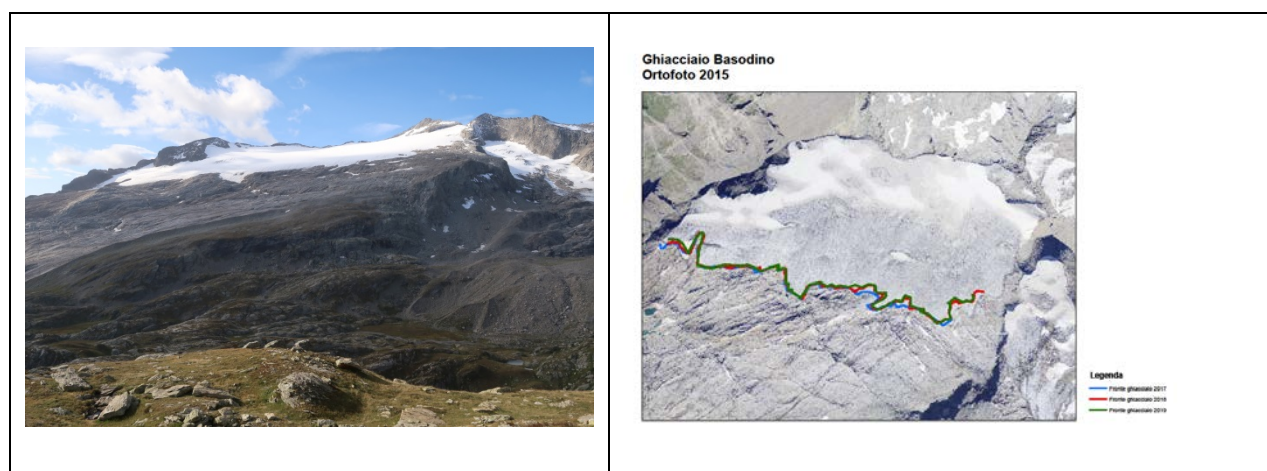 Ghiacciaio Basodino
Ortofoto 2015
Legenda
Fronte ghiacciaio 2017
Fronte ghiacciaio 2018
Fronte ghiacciaio 2019